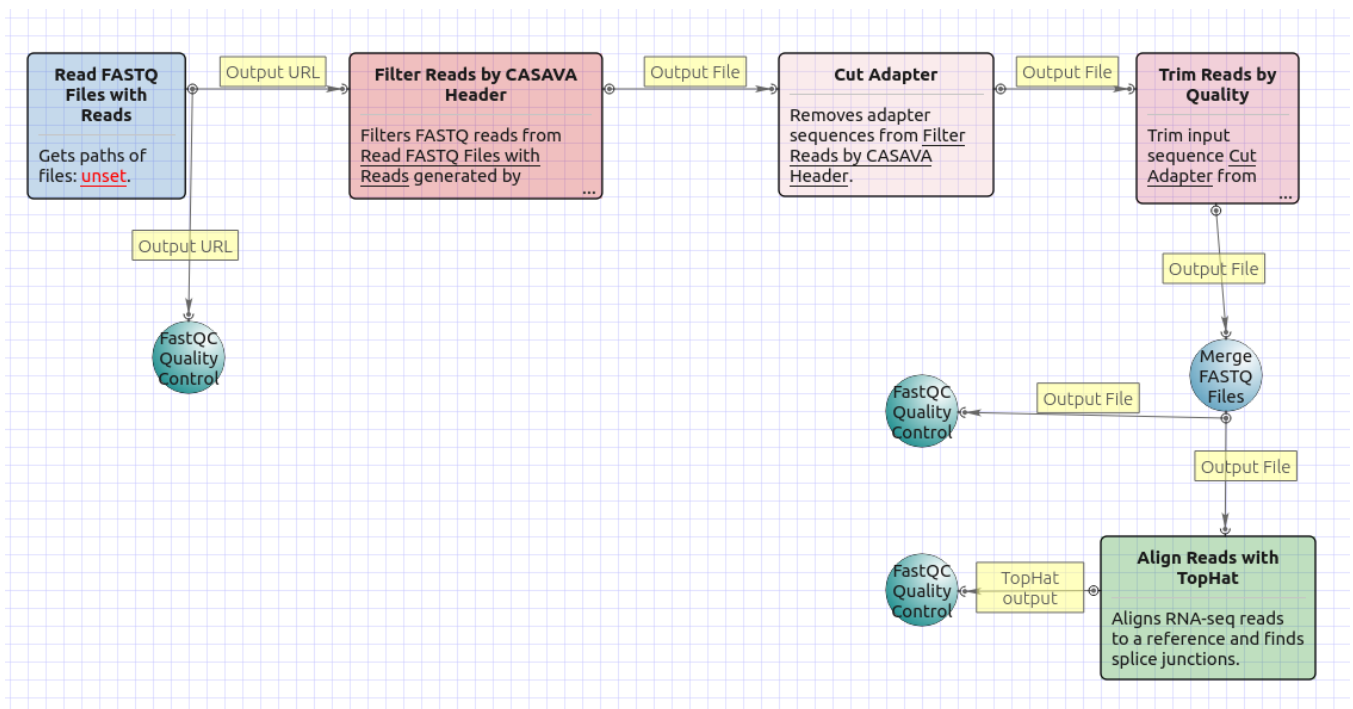 Read FASTQ
Files with
Reads
Gets paths of
files: unset.
Output URL
Filter Reads by CASAVA
Header
Filters FASTQ reads from
Read FASTQ Files with
Reads generated by
...
Output File
Cut Adapter
Removes adapter
sequences from Filter
Reads by CASAVA
Header.
Output File
Trim Reads by
Quality
Trim input
sequence Cut
Adapter from
...
Output URL
FastQC
Quality
Control
Output File
Merge
FASTQ
Files
Output File
FastQC
Quality
Control
Output File
Align Reads with
TopHat
Aligns RNA-seq reads
to a reference and finds
splice junctions.
TopHat
output
FastQC
Quality
Control